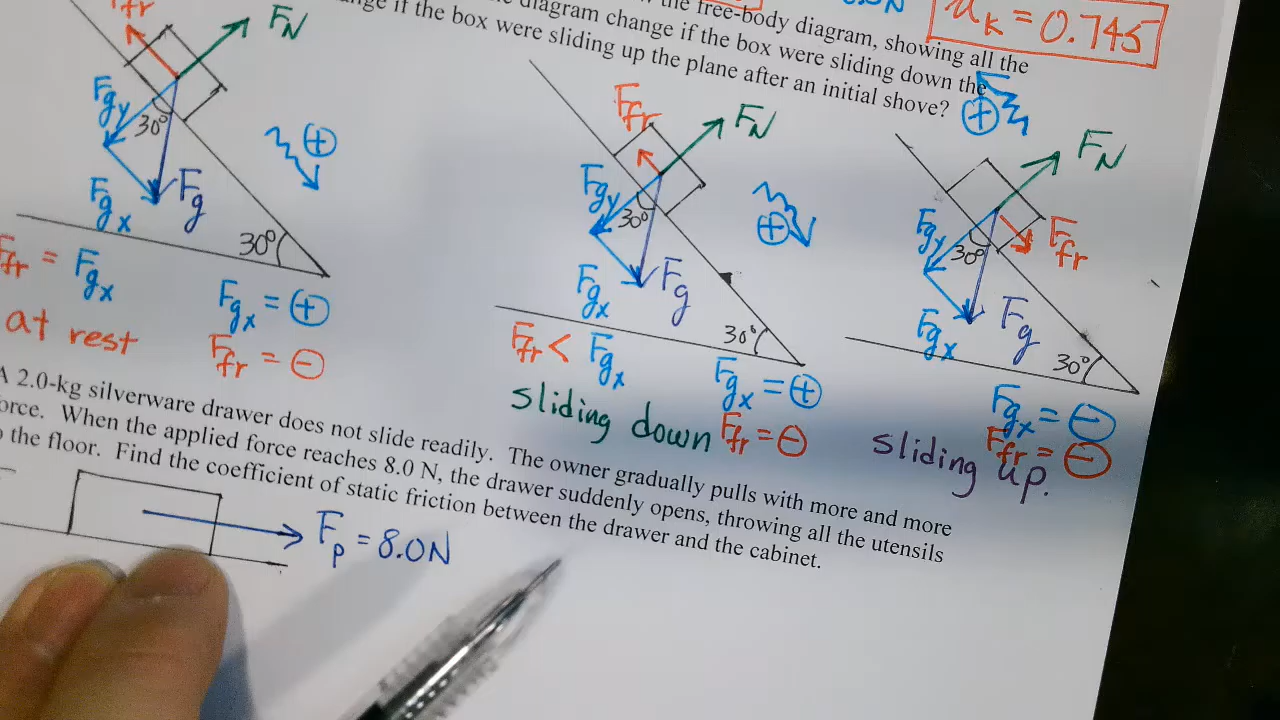 the free-body diagram, showing all the
diagram change if the box were sliding down the
if the box were sliding up the plane after an initial shove?
μk = 0.745
Ffr
FN
Fgy
30°
Fgx
Fg
30°
+
Ffr = Fgx
at rest
Fgx = +
Ffr = −
Ffr
FN
Fgy
30°
Fgx
Fg
30°
+
Ffr < Fgx
sliding down
Fgx = +
Ffr = −
+
FN
Fgy
30°
Ffr
Fgx
Fg
30°
Fgx = −
Ffr = −
sliding up.
A 2.0-kg silverware drawer does not slide readily. The owner gradually pulls with more and more
force. When the applied force reaches 8.0 N, the drawer suddenly opens, throwing all the utensils
the floor. Find the coefficient of static friction between the drawer and the cabinet.
Fp = 8.0N